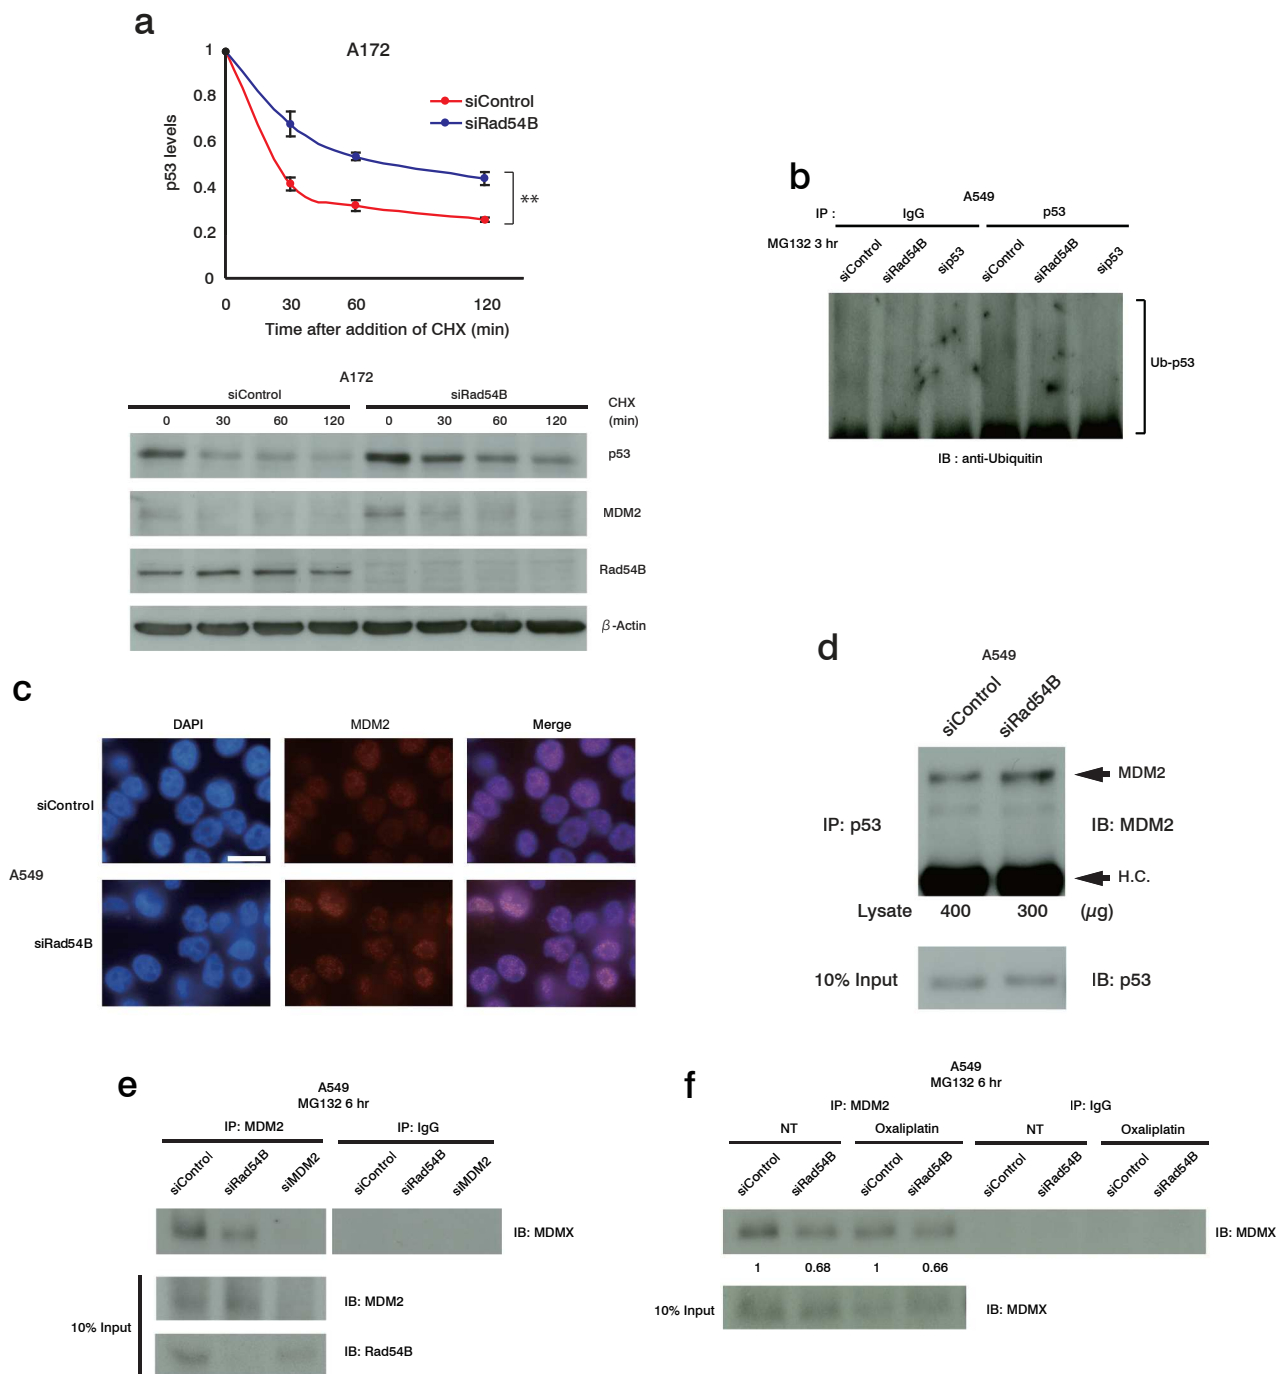 a
A172
1
0.8
0.6
0.4
0.2
0
p53 levels
siControl
siRad54B
**
0 30 60 120
Time after addition of CHX (min)
A172
siControl siRad54B
CHX
(min)
0 30 60 120 0 30 60 120
p53
MDM2
Rad54B
β-Actin
b
A549
IP : IgG p53
MG132 3 hr
siControl siRad54B sip53 siControl siRad54B sip53
Ub-p53
IB : anti-Ubiquitin
c
DAPI MDM2 Merge
siControl
A549
siRad54B
d
A549
siControl siRad54B
MDM2
IP: p53 IB: MDM2
H.C.
Lysate 400 300 (μg)
10% Input IB: p53
e
A549
MG132 6 hr
IP: MDM2 IP: IgG
siControl siRad54B siMDM2 siControl siRad54B siMDM2
IB: MDMX
IB: MDM2
10% Input
IB: Rad54B
f
A549
MG132 6 hr
IP: MDM2 IP: IgG
NT Oxaliplatin NT Oxaliplatin
siControl siRad54B siControl siRad54B siControl siRad54B siControl siRad54B
IB: MDMX
1 0.68 1 0.66
10% Input IB: MDMX